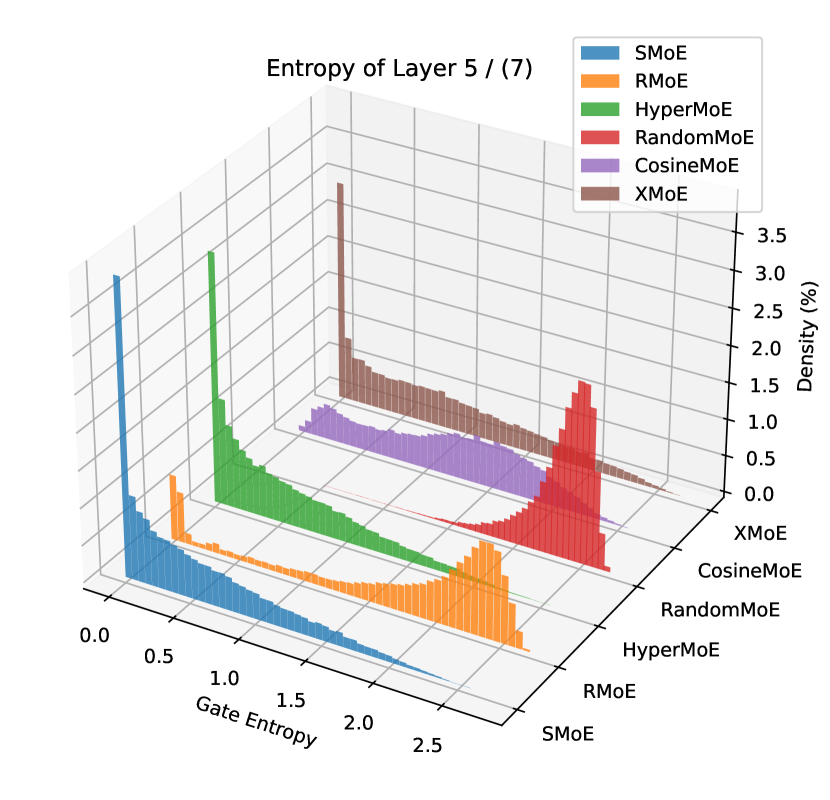 Entropy of Layer 5 / (7)
SMoE
RMoE
HyperMoE
RandomMoE
CosineMoE
XMoE
3.5
3.0
2.5
2.0
1.5
1.0
0.5
0.0
Density (%)
XMoE
CosineMoE
RandomMoE
HyperMoE
RMoE
SMoE
0.0
0.5
1.0
1.5
2.0
2.5
Gate Entropy